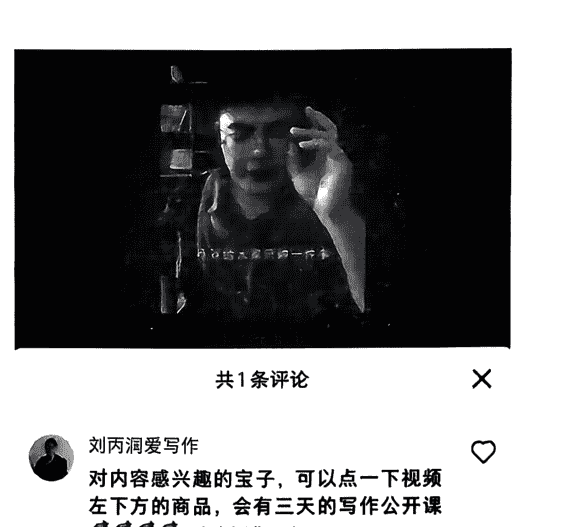 共1条评论
刘丙润爱写作
对内容感兴趣的宝子，可以点一下视频
左下方的商品，会有三天的写作公开课